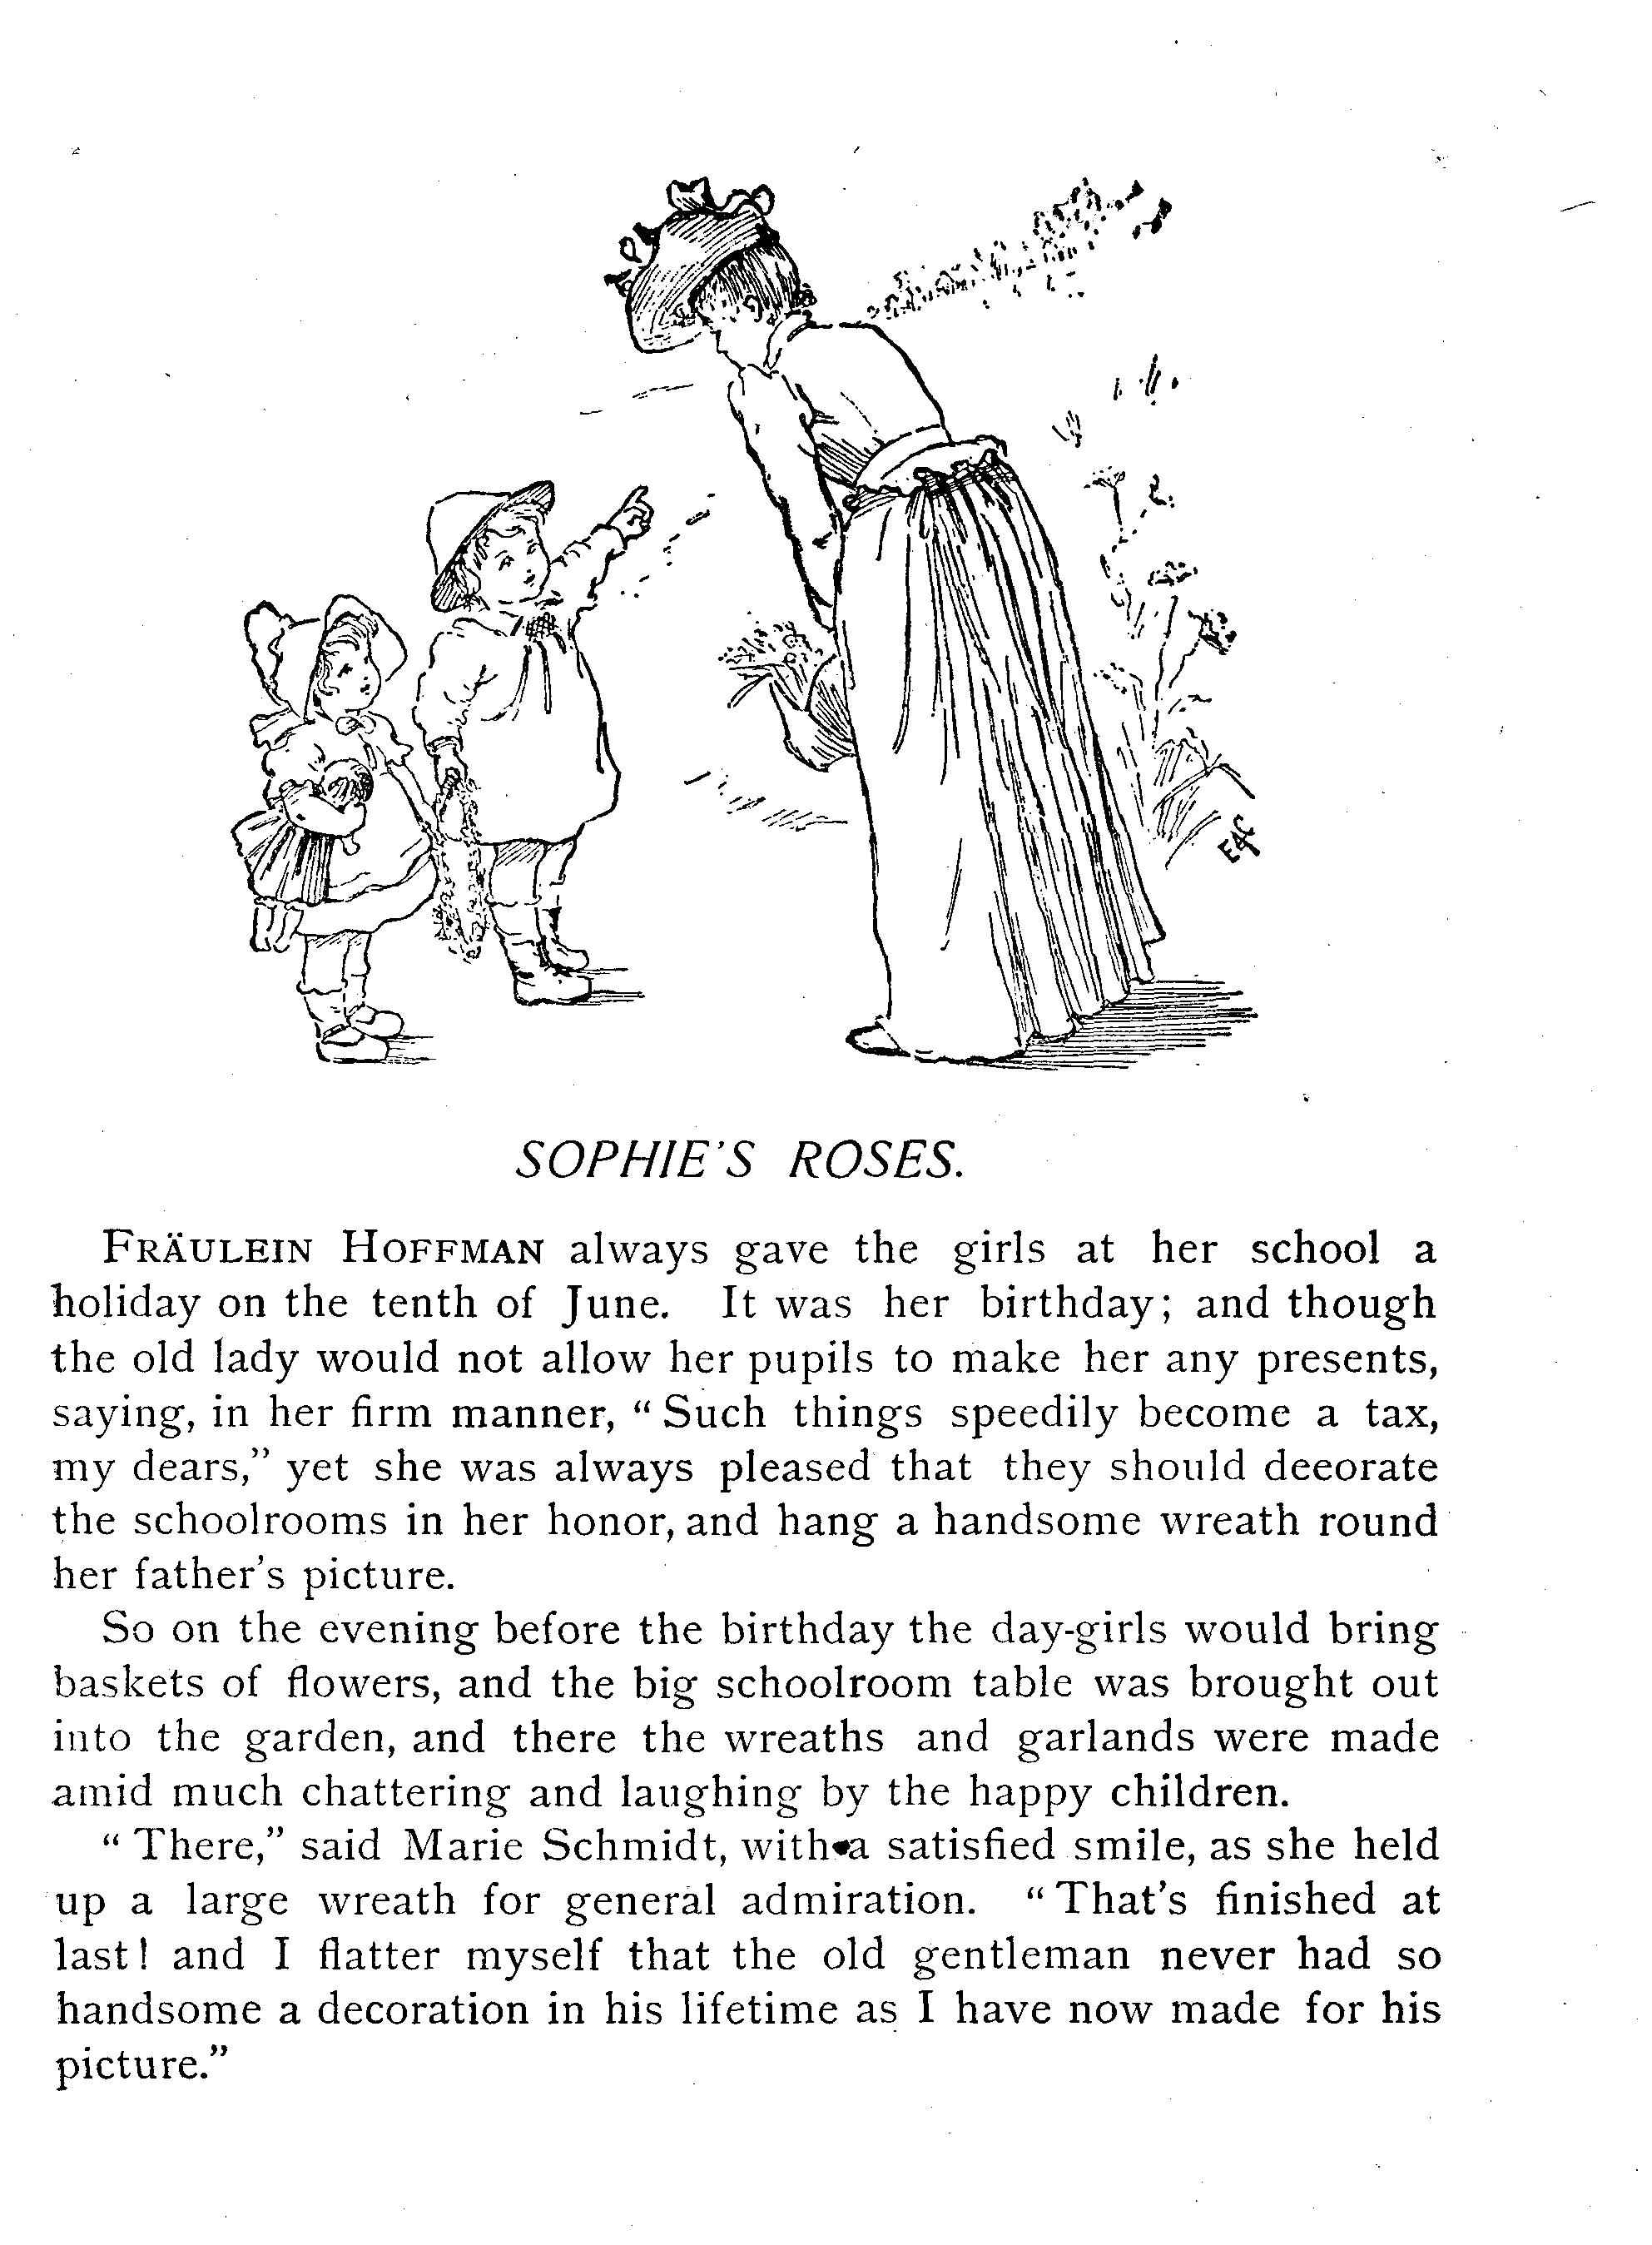 E&C
SOPHIE'S ROSES.
FRÄULEIN HOFFMAN always gave the girls at her school a
holiday on the tenth of June. It was her birthday; and though
the old lady would not allow her pupils to make her any presents,
saying, in her firm manner, "Such things speedily become a tax,
my dears," yet she was always pleased that they should deeorate
the schoolrooms in her honor, and hang a handsome wreath round
her father's picture.
So on the evening before the birthday the day-girls would bring
baskets of flowers, and the big schoolroom table was brought out
into the garden, and there the wreaths and garlands were made
amid much chattering and laughing by the happy children.
"There," said Marie Schmidt, with a satisfied smile, as she held
up a large wreath for general admiration. "That's finished at
last! and I flatter myself that the old gentleman never had so
handsome a decoration in his lifetime as I have now made for his
picture."